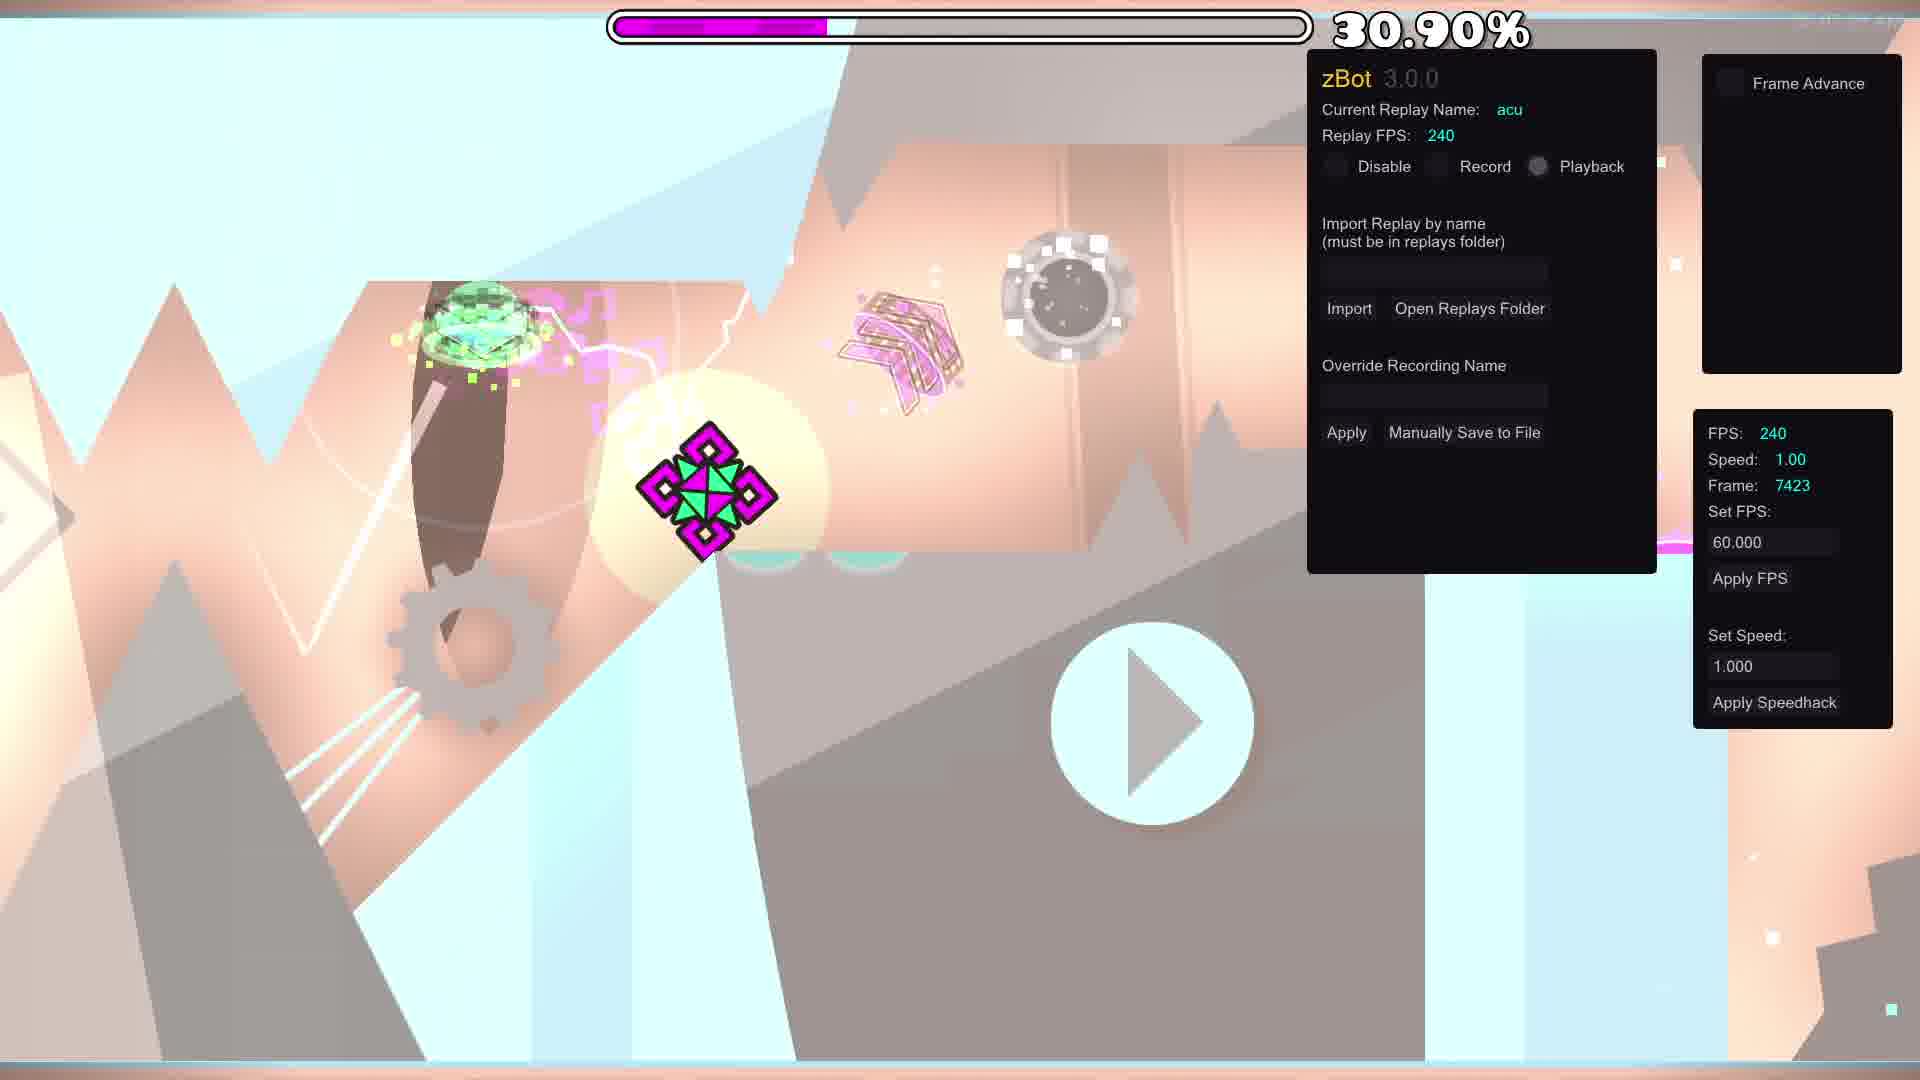 30.90%
zBot 3.0.0
Current Replay Name: acu
Replay FPS: 240
Disable Record Playback
Import Replay by name
(must be in replays folder)
Import Open Replays Folder
Override Recording Name
Apply Manually Save to File
Frame Advance
FPS: 240
Speed: 1.00
Frame: 7423
Set FPS:
60.000
Apply FPS
Set Speed:
1.000
Apply Speedhack